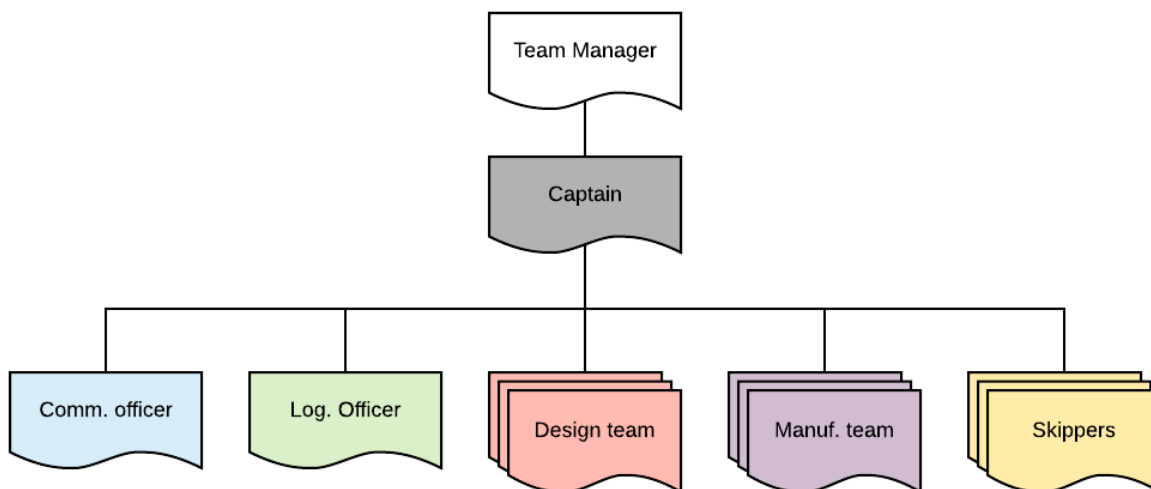 Team Manager
Captain
Comm. officer
Log. Officer
Design team
Manuf. team
Skippers